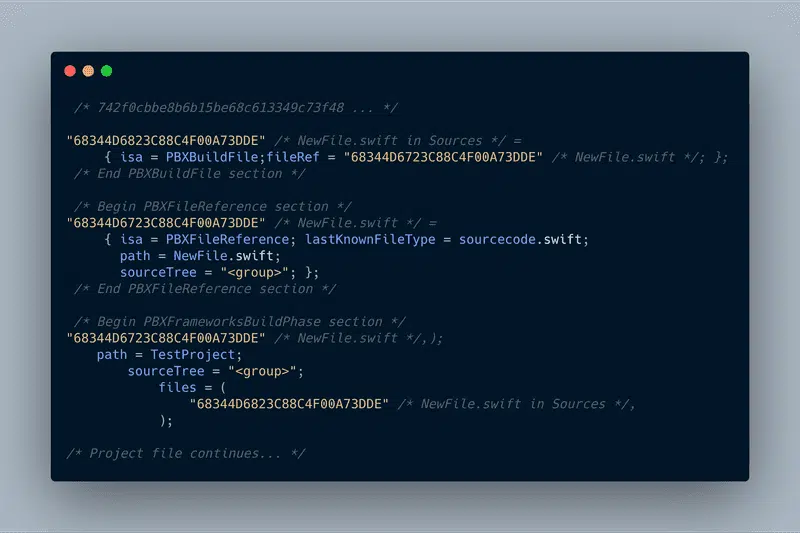 /* 742f0cbbe8b6b15be68c613349c73f48 ... */
"68344D6823C88C4F00A73DDE" /* NewFile.swift in Sources */ =
{ isa = PBXBuildFile;fileRef = "68344D6723C88C4F00A73DDE" /* NewFile.swift */; };
/* End PBXBuildFile section */
/* Begin PBXFileReference section */
"68344D6723C88C4F00A73DDE" /* NewFile.swift */ =
{ isa = PBXFileReference; lastKnownFileType = sourcecode.swift;
path = NewFile.swift;
sourceTree = "<group>"; };
/* End PBXFileReference section */
/* Begin PBXFrameworksBuildPhase section */
"68344D6723C88C4F00A73DDE" /* NewFile.swift */,);
path = TestProject;
sourceTree = "<group>";
files = (
"68344D6823C88C4F00A73DDE" /* NewFile.swift in Sources */,
);
/* Project file continues... */